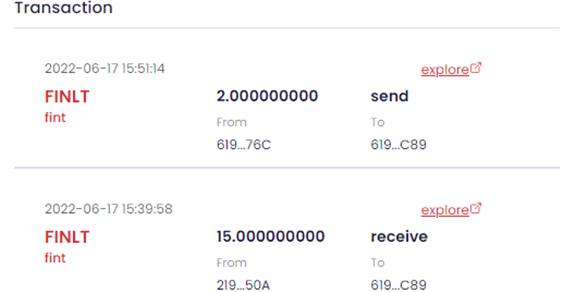 Transaction
2022-06-17 15:51:14 explore
FINLT 2.000000000 send
fint From To
619...76C 619...C89
2022-06-17 15:39:58 explore
FINLT 15.000000000 receive
fint From To
219...50A 619...C89